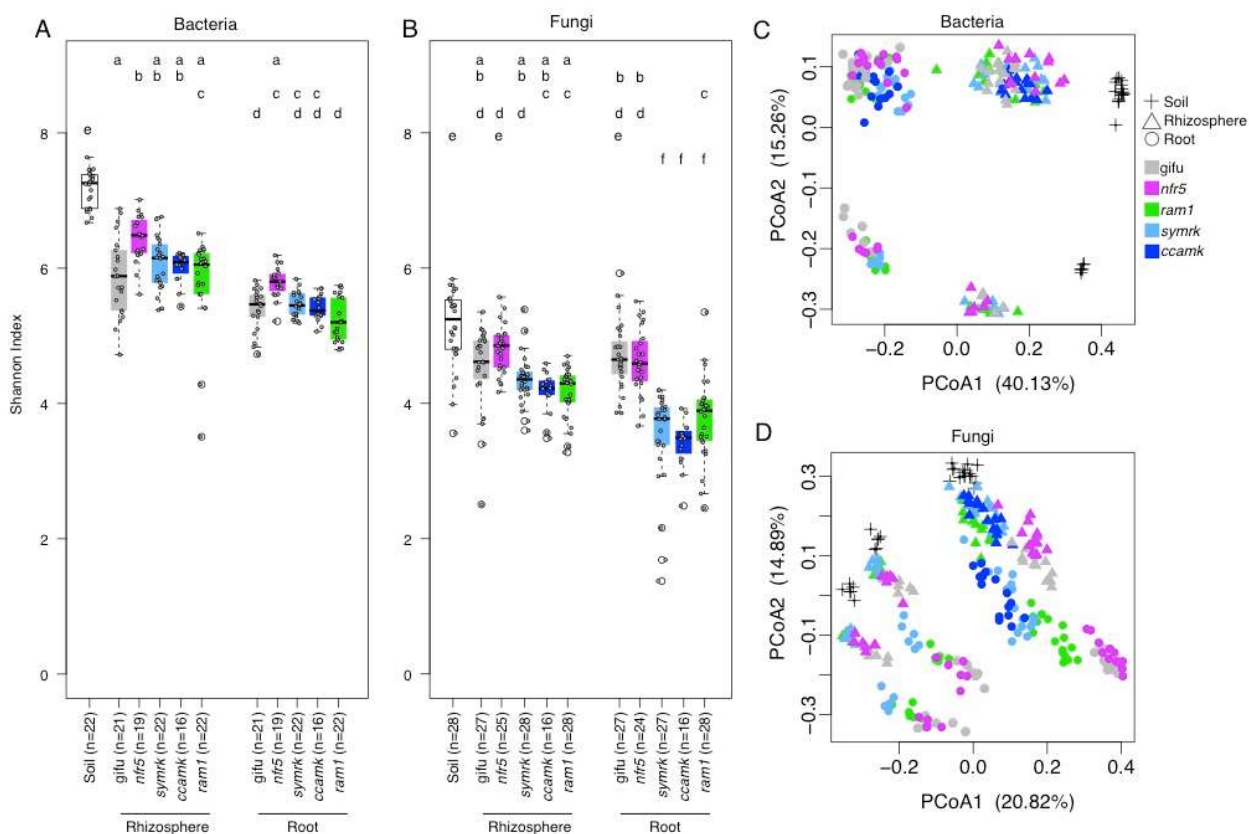 A
Bacteria
a a a a a
b b b
c c c c
d d d d
e
Shannon Index
8
6
4
2
0
Soil (n=22)
gifu (n=21)
nfr5 (n=19)
symrk (n=22)
ccamk (n=16)
ram1 (n=22)
gifu (n=21)
nfr5 (n=19)
symrk (n=22)
ccamk (n=16)
ram1 (n=22)
Rhizosphere
Root
B
Fungi
a a a a
b b b b b
c c c
d d d d
e e e
f f f
8
6
4
2
0
Soil (n=28)
gifu (n=27)
nfr5 (n=25)
symrk (n=28)
ccamk (n=16)
ram1 (n=28)
gifu (n=27)
nfr5 (n=24)
symrk (n=27)
ccamk (n=16)
ram1 (n=28)
Rhizosphere
Root
C
Bacteria
PCoA2 (15.26%)
0.1
0.0
−0.1
−0.2
−0.3
−0.2
0.0
0.2
0.4
PCoA1 (40.13%)
Soil
Rhizosphere
Root
gifu
nfr5
ram1
symrk
ccamk
D
Fungi
PCoA2 (14.89%)
0.3
0.1
−0.1
−0.3
−0.2
0.0
0.2
0.4
PCoA1 (20.82%)